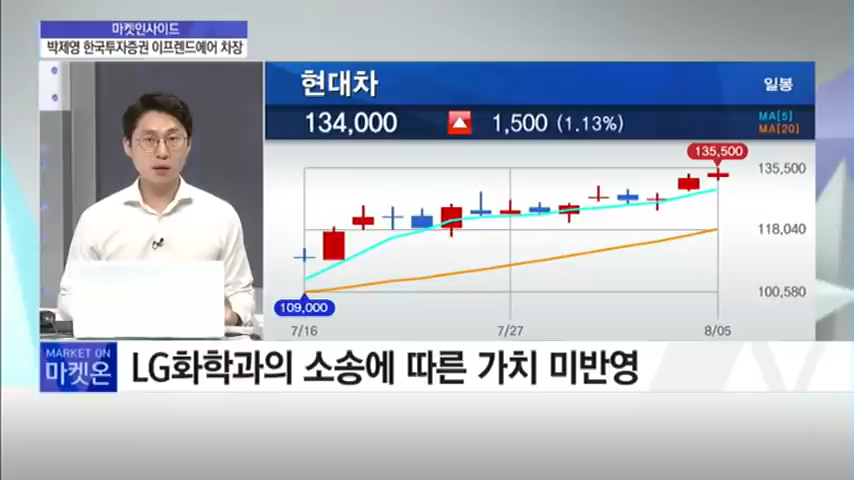 마켓인사이드
박제영 한국투자증권 이프렌드에어 차장
현대차
일봉
134,000 1,500 (1.13%)
MA[5]
MA[20]
135,500
135,500
118,040
100,580
109,000
7/16 7/27 8/05
MARKET ON
마켓온
LG화학과의 소송에 따른 가치 미반영